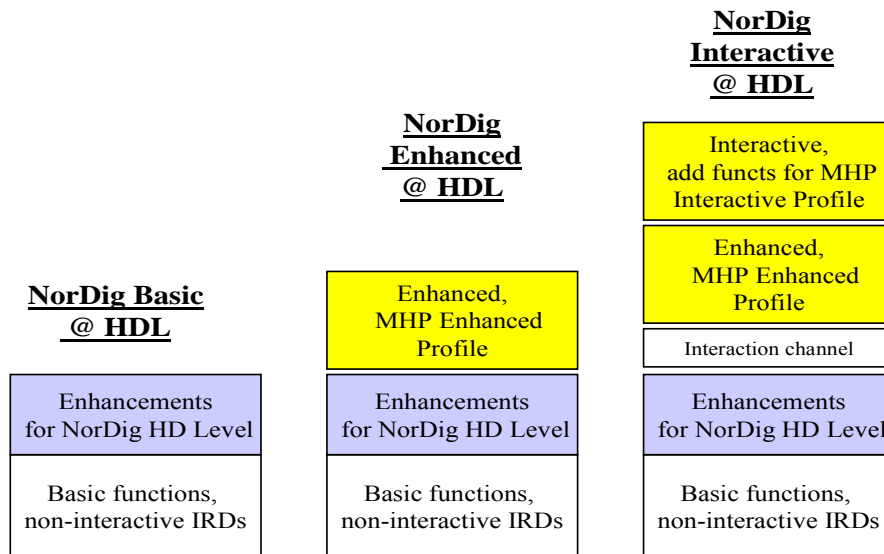 NorDig Basic
@ HDL
Enhancements
for NorDig HD Level
Basic functions,
non-interactive IRDs
NorDig
Enhanced
@ HDL
Enhanced,
MHP Enhanced
Profile
Enhancements
for NorDig HD Level
Basic functions,
non-interactive IRDs
NorDig
Interactive
@ HDL
Interactive,
add functs for MHP
Interactive Profile
Enhanced,
MHP Enhanced
Profile
Interaction channel
Enhancements
for NorDig HD Level
Basic functions,
non-interactive IRDs